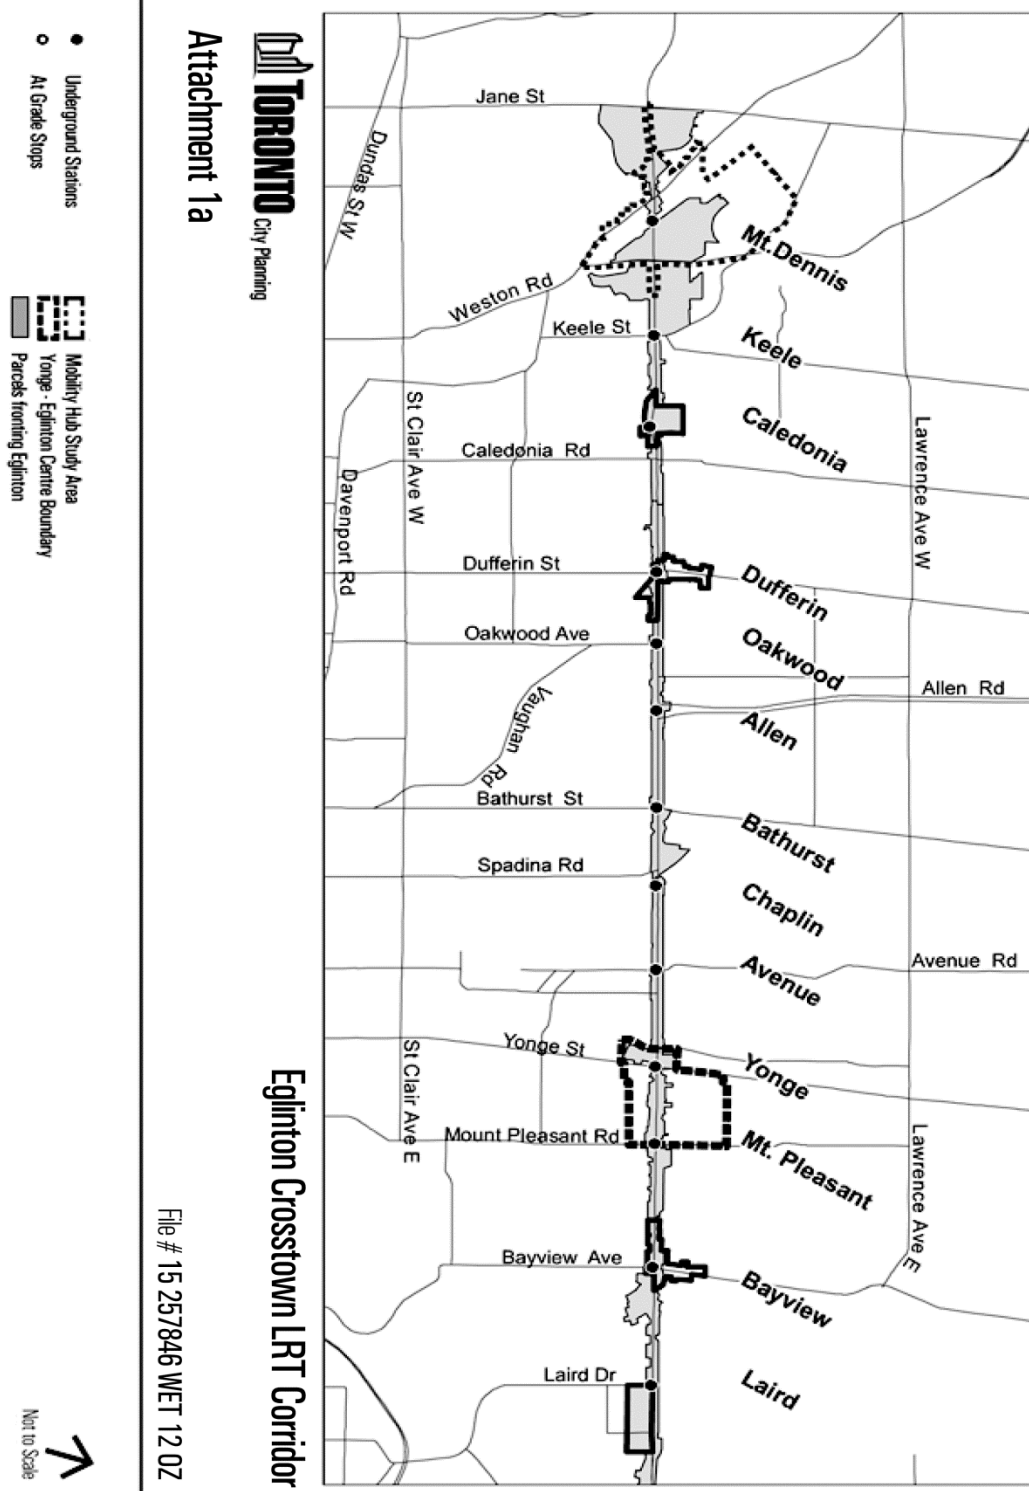 Jane St
Dundas St W
Weston Rd
Keele St
St Clair Ave W
Caledonia Rd
Davenport Rd
Dufferin St
Oakwood Ave
Vaughan Rd
Bathurst St
Spadina Rd
Yonge St
St Clair Ave E
Mount Pleasant Rd
Bayview Ave
Laird Dr
Lawrence Ave W
Allen Rd
Avenue Rd
Lawrence Ave E
Mt.Dennis
Keele
Caledonia
Dufferin
Oakwood
Allen
Bathurst
Chaplin
Avenue
Yonge
Mt. Pleasant
Bayview
Laird
TORONTO City Planning
Attachment 1a
Eglinton Crosstown LRT Corridor
File # 15 257846 WET 12 OZ
Underground Stations
At Grade Stops
Mobility Hub Study Area
Yonge - Eglinton Centre Boundary
Parcels fronting Eglinton
Not to Scale